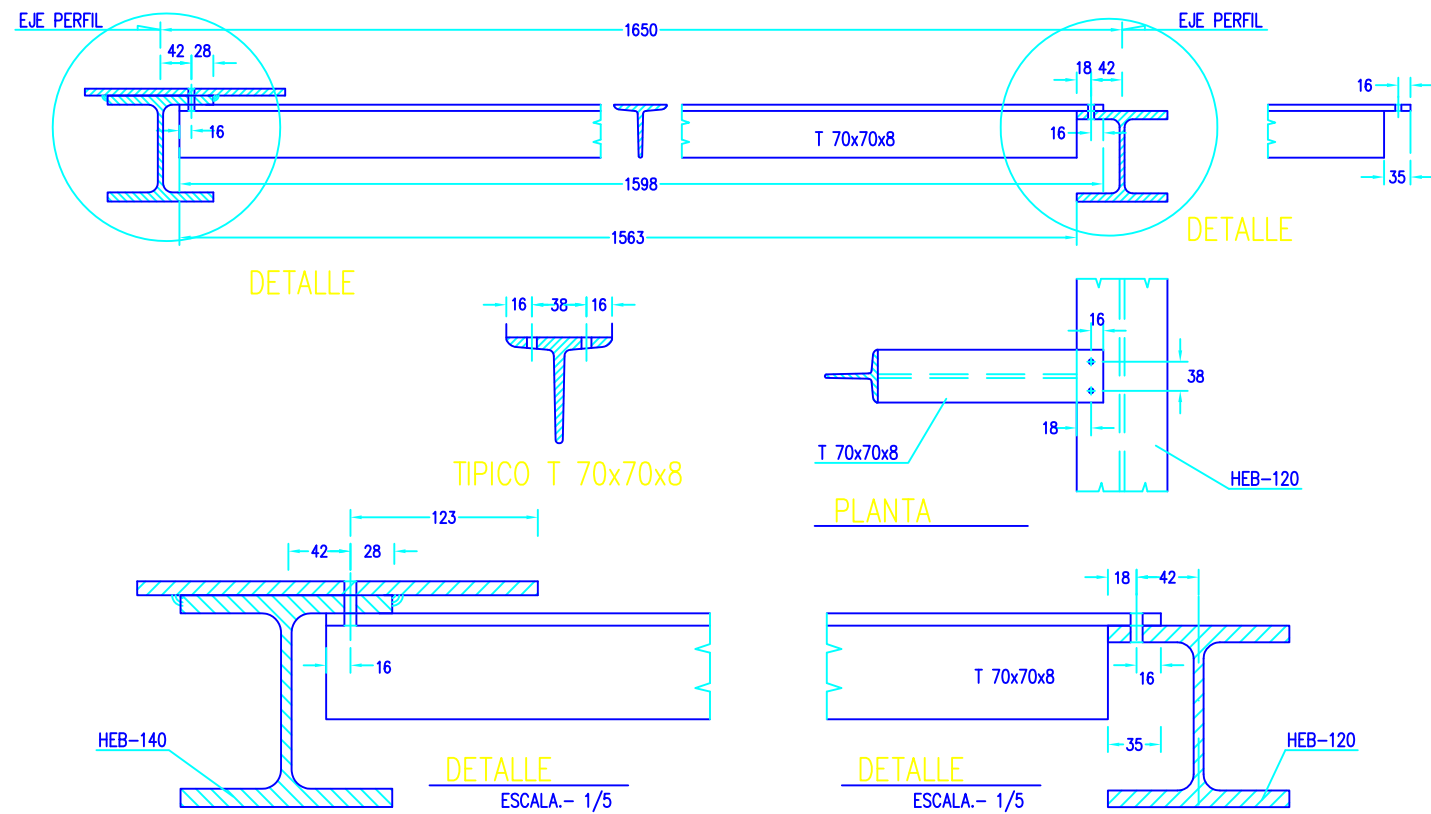 EJE PERFIL
1650
EJE PERFIL
42 28
18 42
16
16
T 70x70x8
16
1598
35
1563
DETALLE
DETALLE
16 38 16
16
38
18
TIPICO T 70x70x8
T 70x70x8
HEB-120
PLANTA
123
42 28
18 42
16
T 70x70x8
16
HEB-140
35
HEB-120
DETALLE
ESCALA.- 1/5
DETALLE
ESCALA.- 1/5